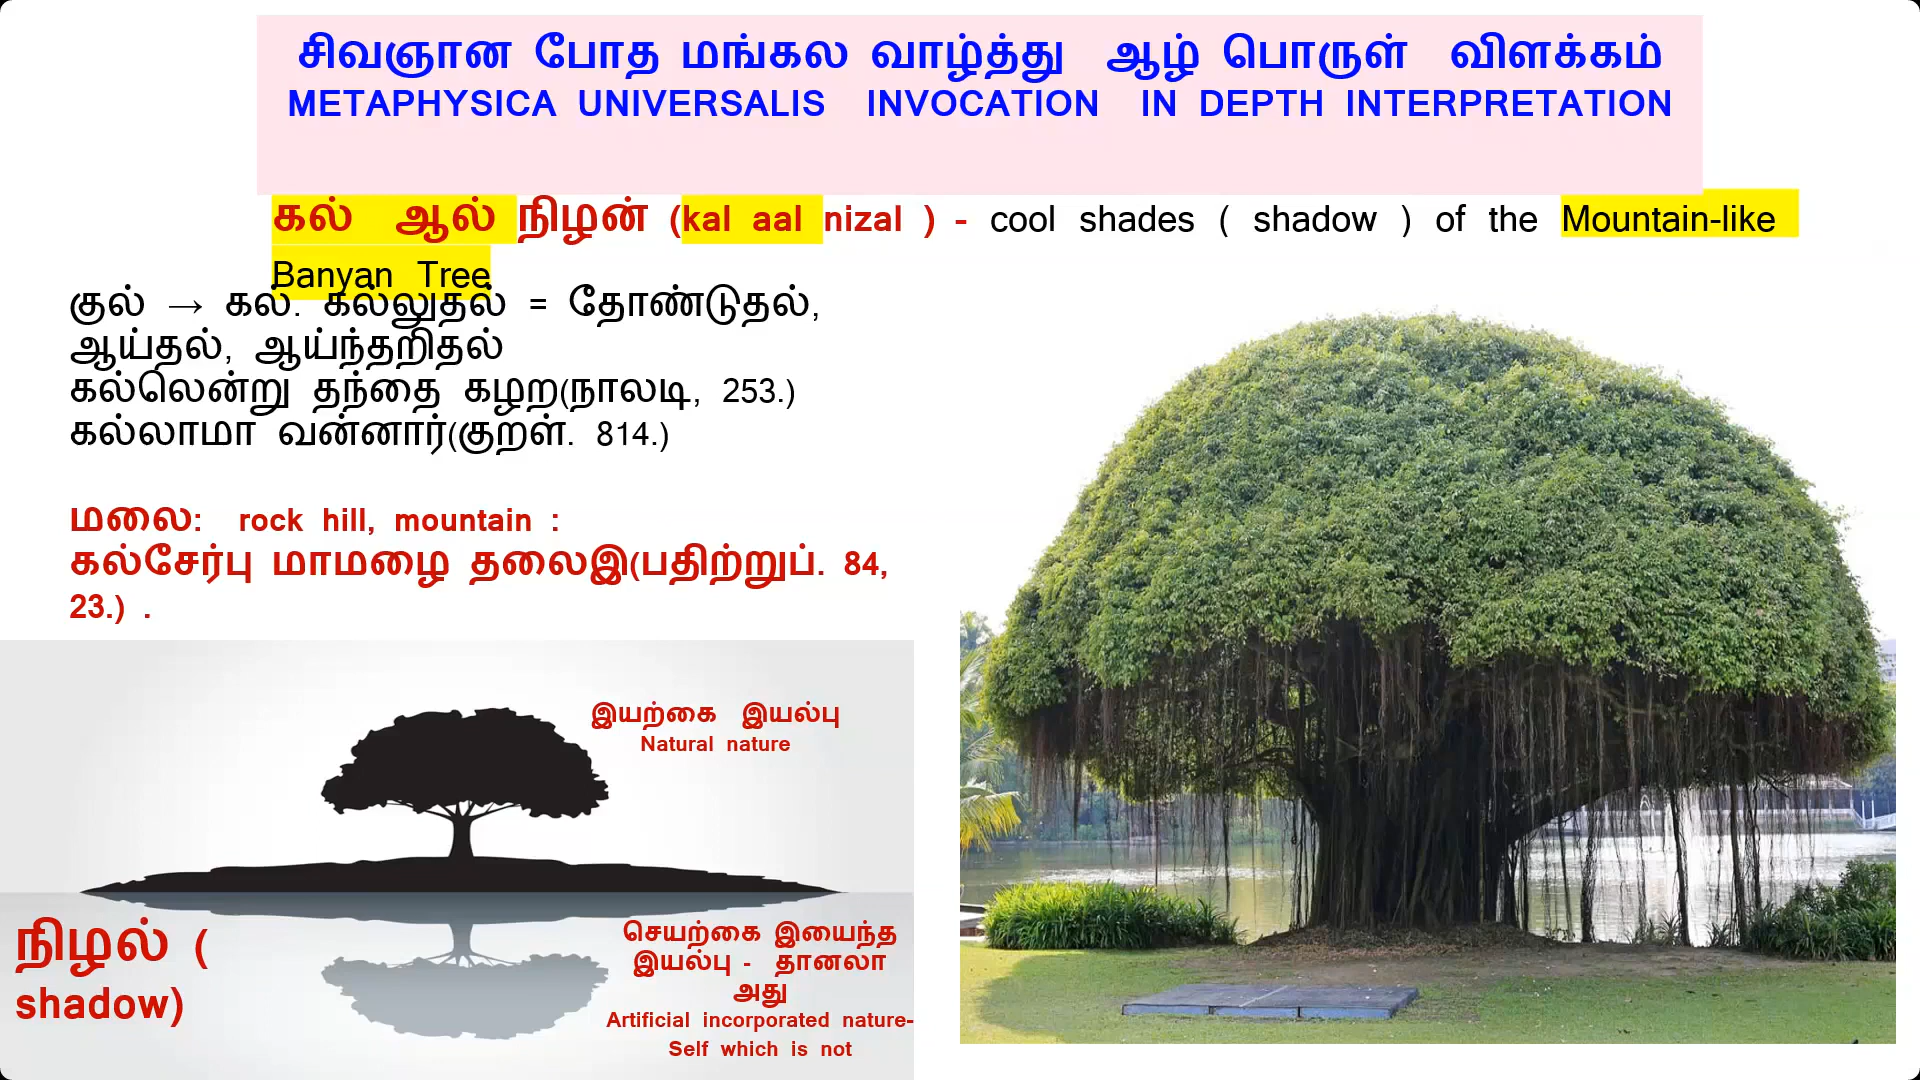 சிவஞான போத மங்கல வாழ்த்து ஆழ் பொருள் விளக்கம்
METAPHYSICA UNIVERSALIS INVOCATION IN DEPTH INTERPRETATION
கல் ஆல் நிழன் (kal aal nizal ) - cool shades ( shadow ) of the Mountain-like
Banyan Tree
குல் → கல். கல்லுதல் = தோண்டுதல்,
ஆய்தல், ஆய்ந்தறிதல்
கல்லென்று தந்தை கழற(நாலடி, 253.)
கல்லாமா வன்னார்(குறள். 814.)
மலை: rock hill, mountain :
கல்சேர்பு மாமழை தலைஇ(பதிற்றுப். 84,
23.) .
இயற்கை இயல்பு
Natural nature
நிழல் (
shadow)
செயற்கை இயைந்த
இயல்பு - தானலா
அது
Artificial incorporated nature-
Self which is not